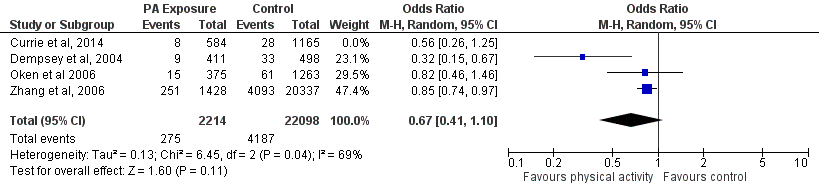 PA Exposure Control Odds Ratio Odds Ratio
Study or Subgroup Events Total Events Total Weight M-H, Random, 95% CI M-H, Random, 95% CI
Currie et al, 2014 8 584 28 1165 0.0% 0.56 [0.26, 1.25]
Dempsey et al, 2004 9 411 33 498 23.1% 0.32 [0.15, 0.67]
Oken et al 2006 15 375 61 1263 29.5% 0.82 [0.46, 1.46]
Zhang et al, 2006 251 1428 4093 20337 47.4% 0.85 [0.74, 0.97]
Total (95% CI) 2214 22098 100.0% 0.67 [0.41, 1.10]
Total events 275 4187
Heterogeneity: Tau² = 0.13; Chi² = 6.45, df = 2 (P = 0.04); I² = 69%
Test for overall effect: Z = 1.60 (P = 0.11)
0.1 0.2 0.5 1 2 5 10
Favours physical activity Favours control